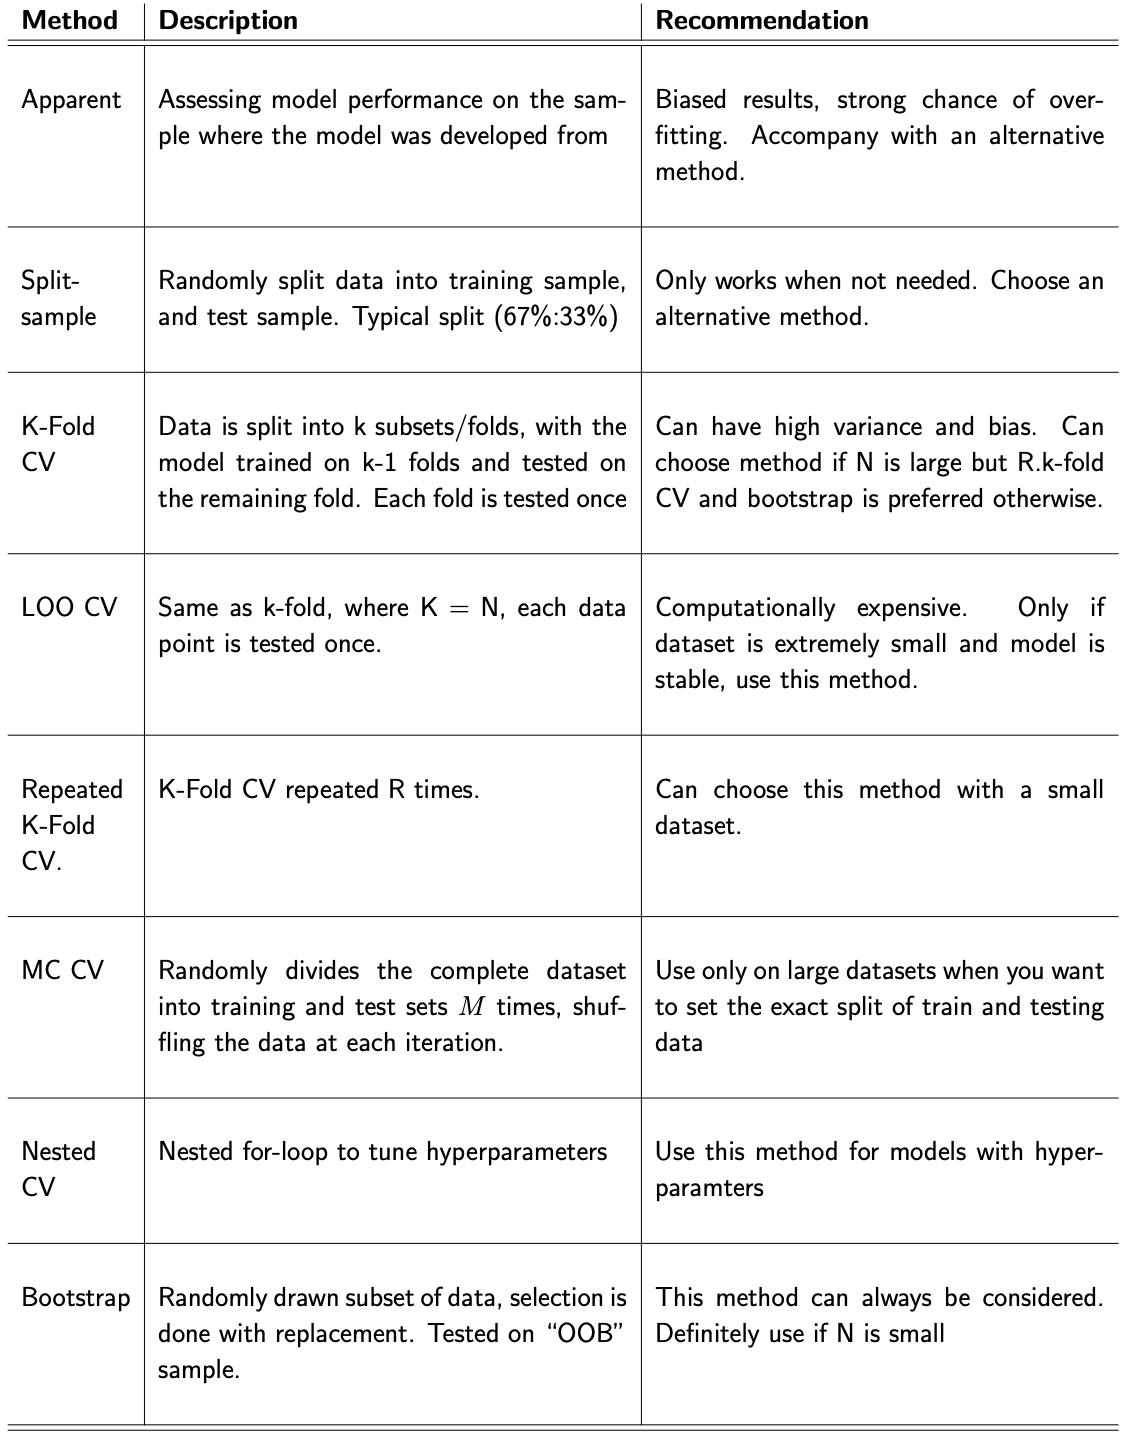 Method Description Recommendation
Apparent Assessing model performance on the sam- Biased results, strong chance of over-
ple where the model was developed from fitting. Accompany with an alternative
method.
Split- Randomly split data into training sample, Only works when not needed. Choose an
sample and test sample. Typical split (67%:33%) alternative method.
K-Fold Data is split into k subsets/folds, with the Can have high variance and bias. Can
CV model trained on k-1 folds and tested on choose method if N is large but R.k-fold
the remaining fold. Each fold is tested once CV and bootstrap is preferred otherwise.
LOO CV Same as k-fold, where K = N, each data Computationally expensive. Only if
point is tested once. dataset is extremely small and model is
stable, use this method.
Repeated K-Fold CV repeated R times. Can choose this method with a small
K-Fold dataset.
CV.
MC CV Randomly divides the complete dataset Use only on large datasets when you want
into training and test sets M times, shuf- to set the exact split of train and testing
fling the data at each iteration. data
Nested Nested for-loop to tune hyperparameters Use this method for models with hyper-
CV paramters
Bootstrap Randomly drawn subset of data, selection is This method can always be considered.
done with replacement. Tested on “OOB” Definitely use if N is small
sample.